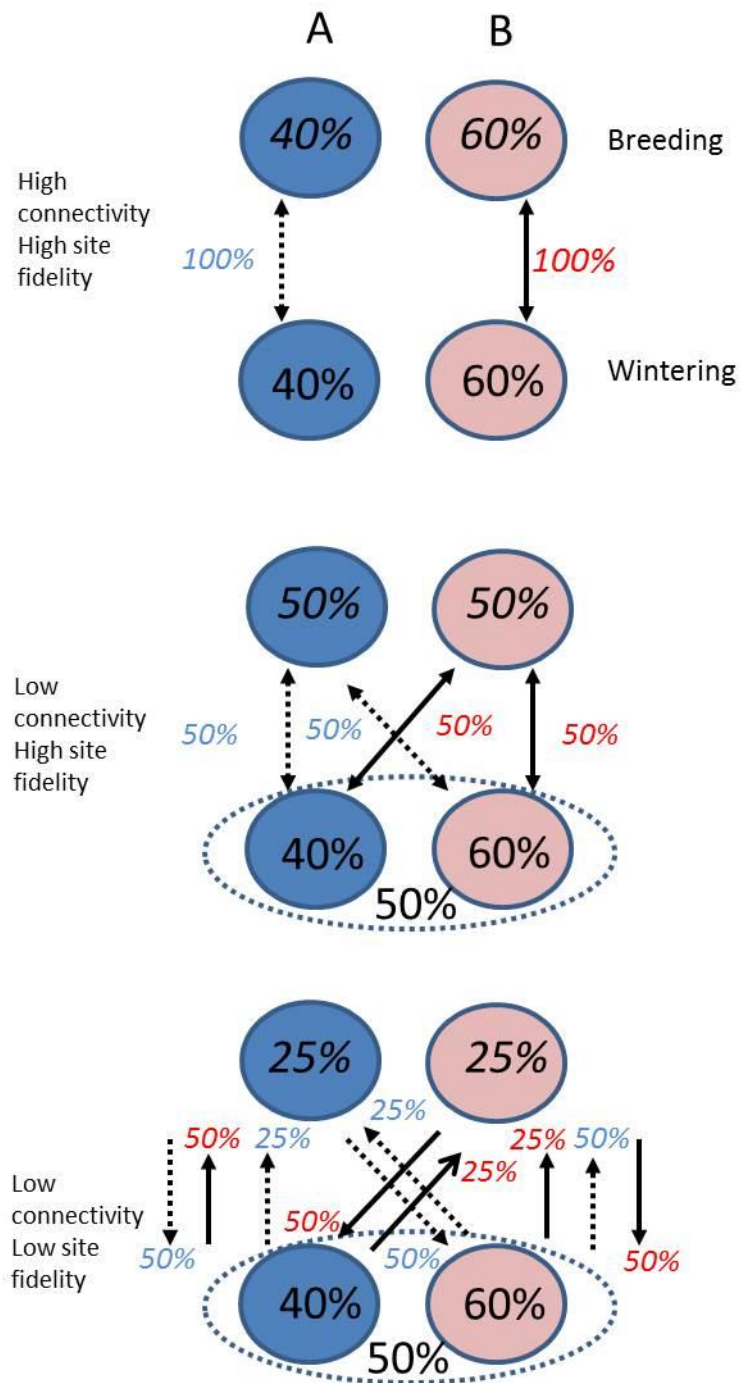 A B
40% 60% Breeding
High
connectivity
High site
fidelity
100% 100%
40% 60% Wintering
50% 50%
Low
connectivity
High site
fidelity
50% 50% 50% 50%
40% 60%
50%
25% 25%
25%
50% 25% 25% 50%
25%
Low
connectivity
Low site
fidelity
50% 50% 50% 50%
40% 60%
50%